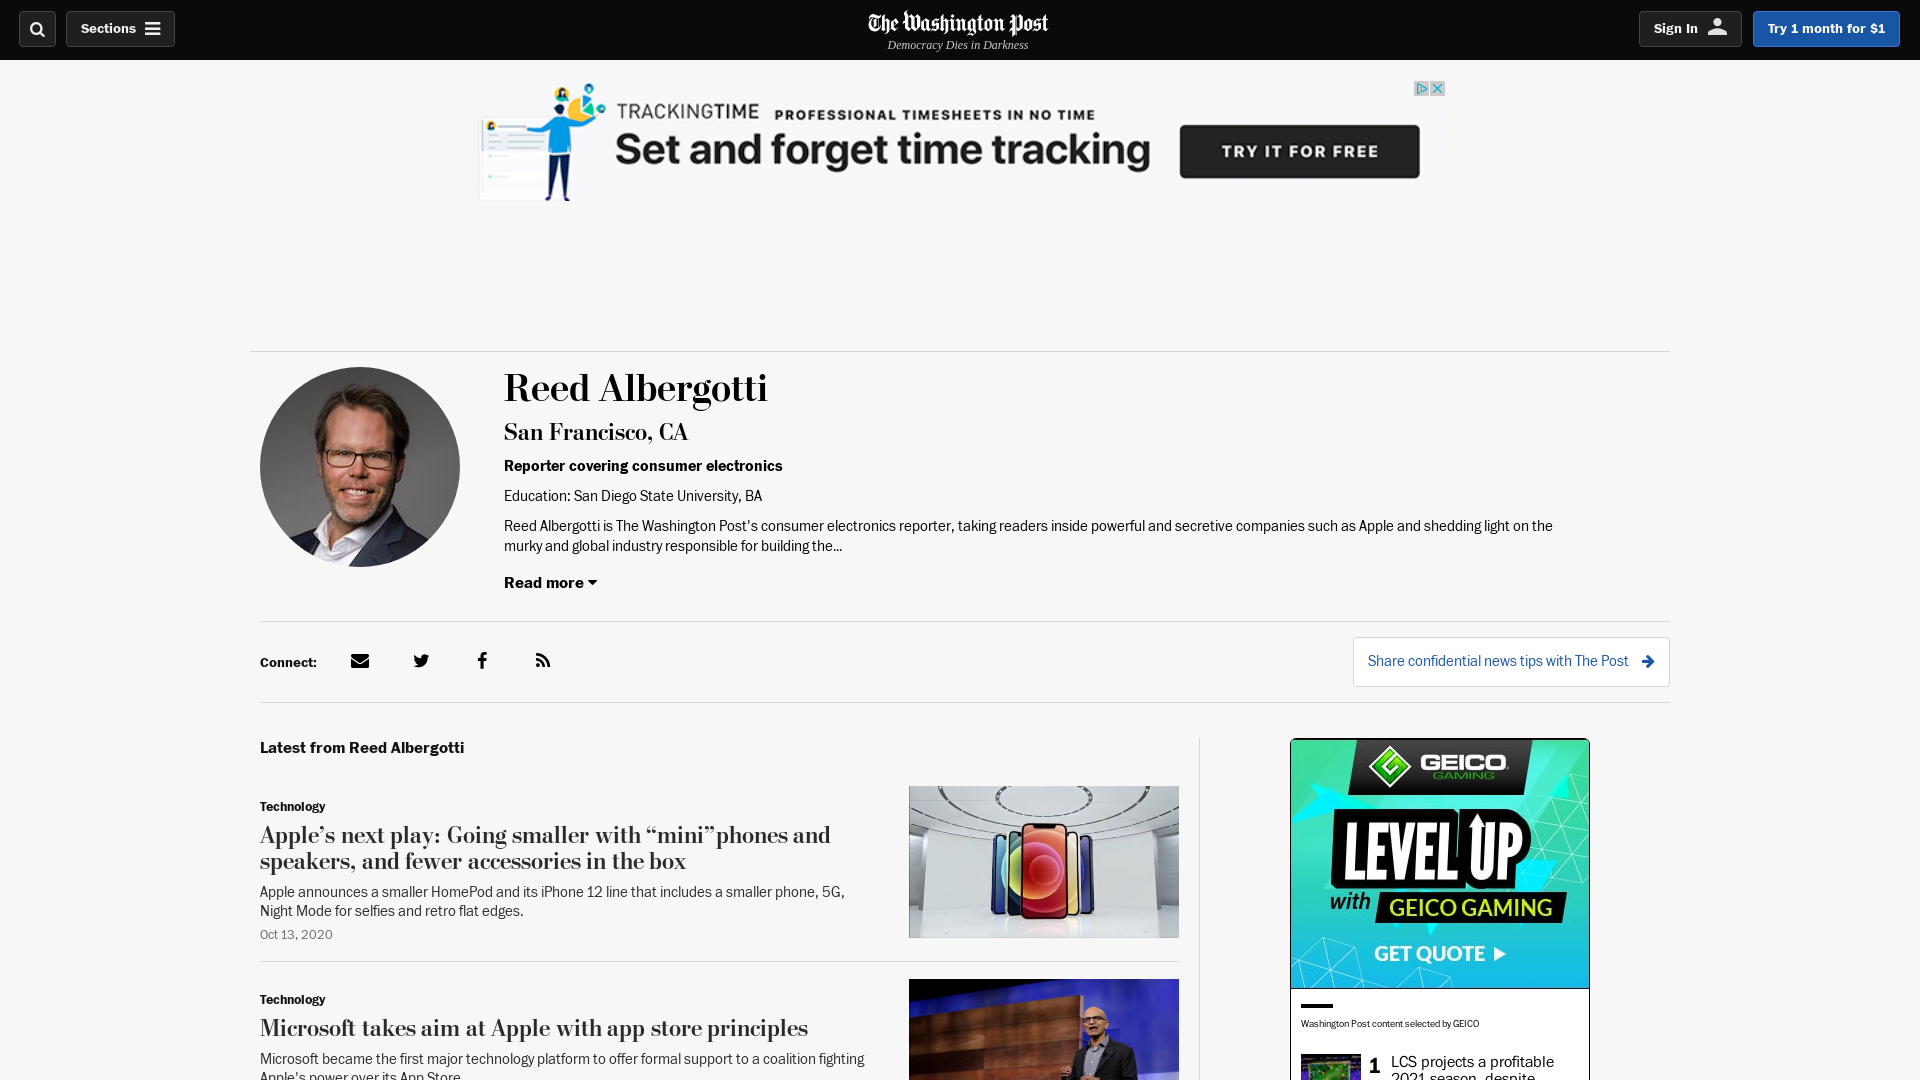 Sections
The Washington Post
Democracy Dies in Darkness
Sign In
Try 1 month for $1
TRACKINGTIME PROFESSIONAL TIMESHEETS IN NO TIME
Set and forget time tracking
TRY IT FOR FREE
Reed Albergotti
San Francisco, CA
Reporter covering consumer electronics
Education: San Diego State University, BA
Reed Albergotti is The Washington Post's consumer electronics reporter, taking readers inside powerful and secretive companies such as Apple and shedding light on the
murky and global industry responsible for building the...
Read more
Connect:
Share confidential news tips with The Post
Latest from Reed Albergotti
Technology
Apple’s next play: Going smaller with “mini” phones and
speakers, and fewer accessories in the box
Apple announces a smaller HomePod and its iPhone 12 line that includes a smaller phone, 5G,
Night Mode for selfies and retro flat edges.
Oct 13, 2020
Technology
Microsoft takes aim at Apple with app store principles
Microsoft became the first major technology platform to offer formal support to a coalition fighting
Apple's power over its App Store.
GEICO
GAMING
LEVEL UP
with GEICO GAMING
GET QUOTE
Washington Post content selected by GEICO
1 LCS projects a profitable
2021 season, despite